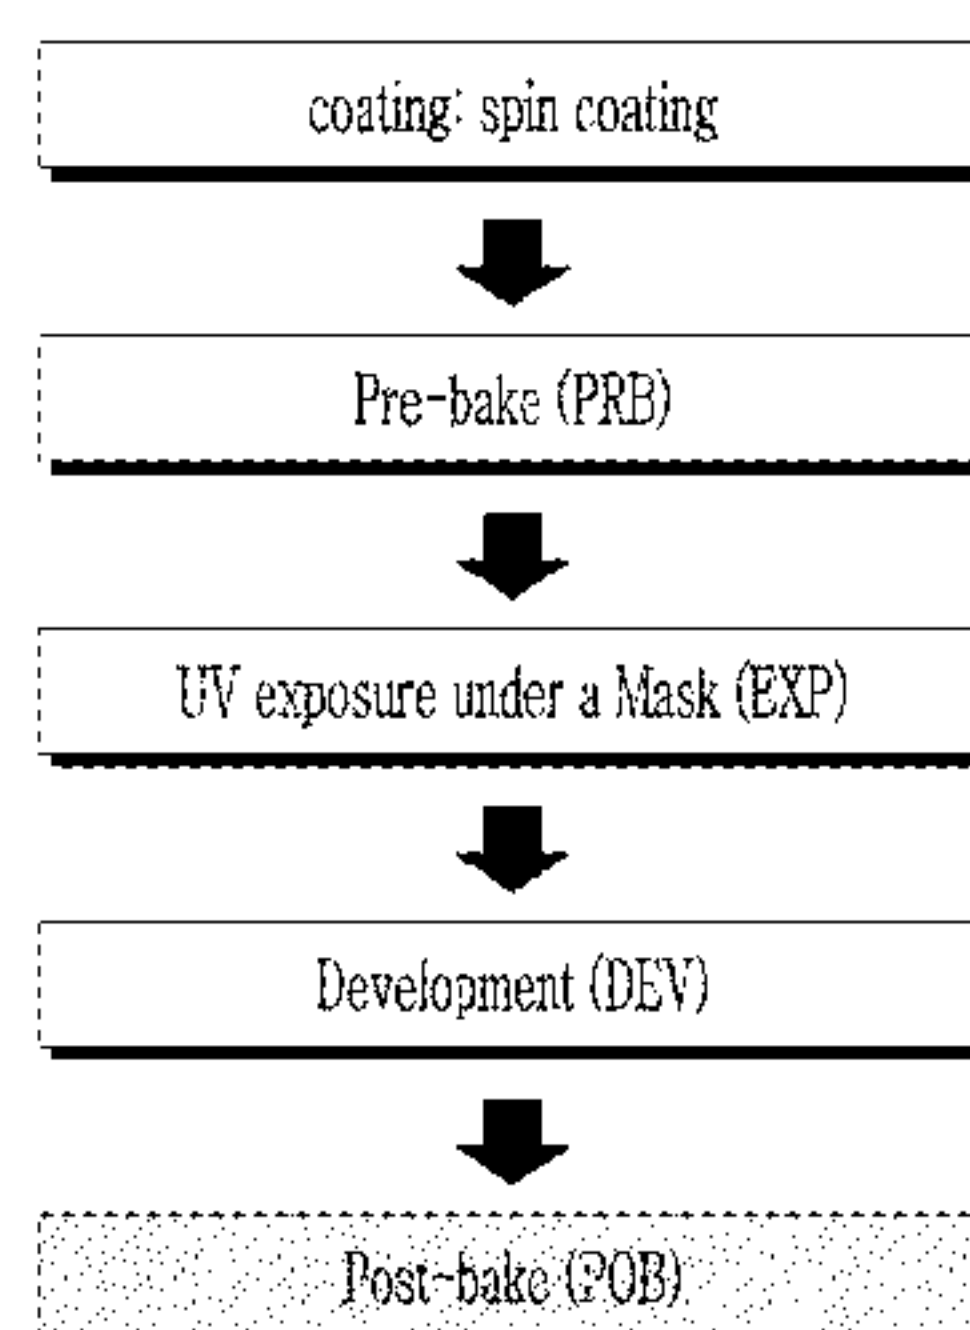 coating: spin coating
Pre-bake (PRB)
UV exposure under a Mask (EXP)
Development (DEV)
Post-bake (POB)